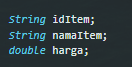 String idItem;
String namaItem;
double harga;